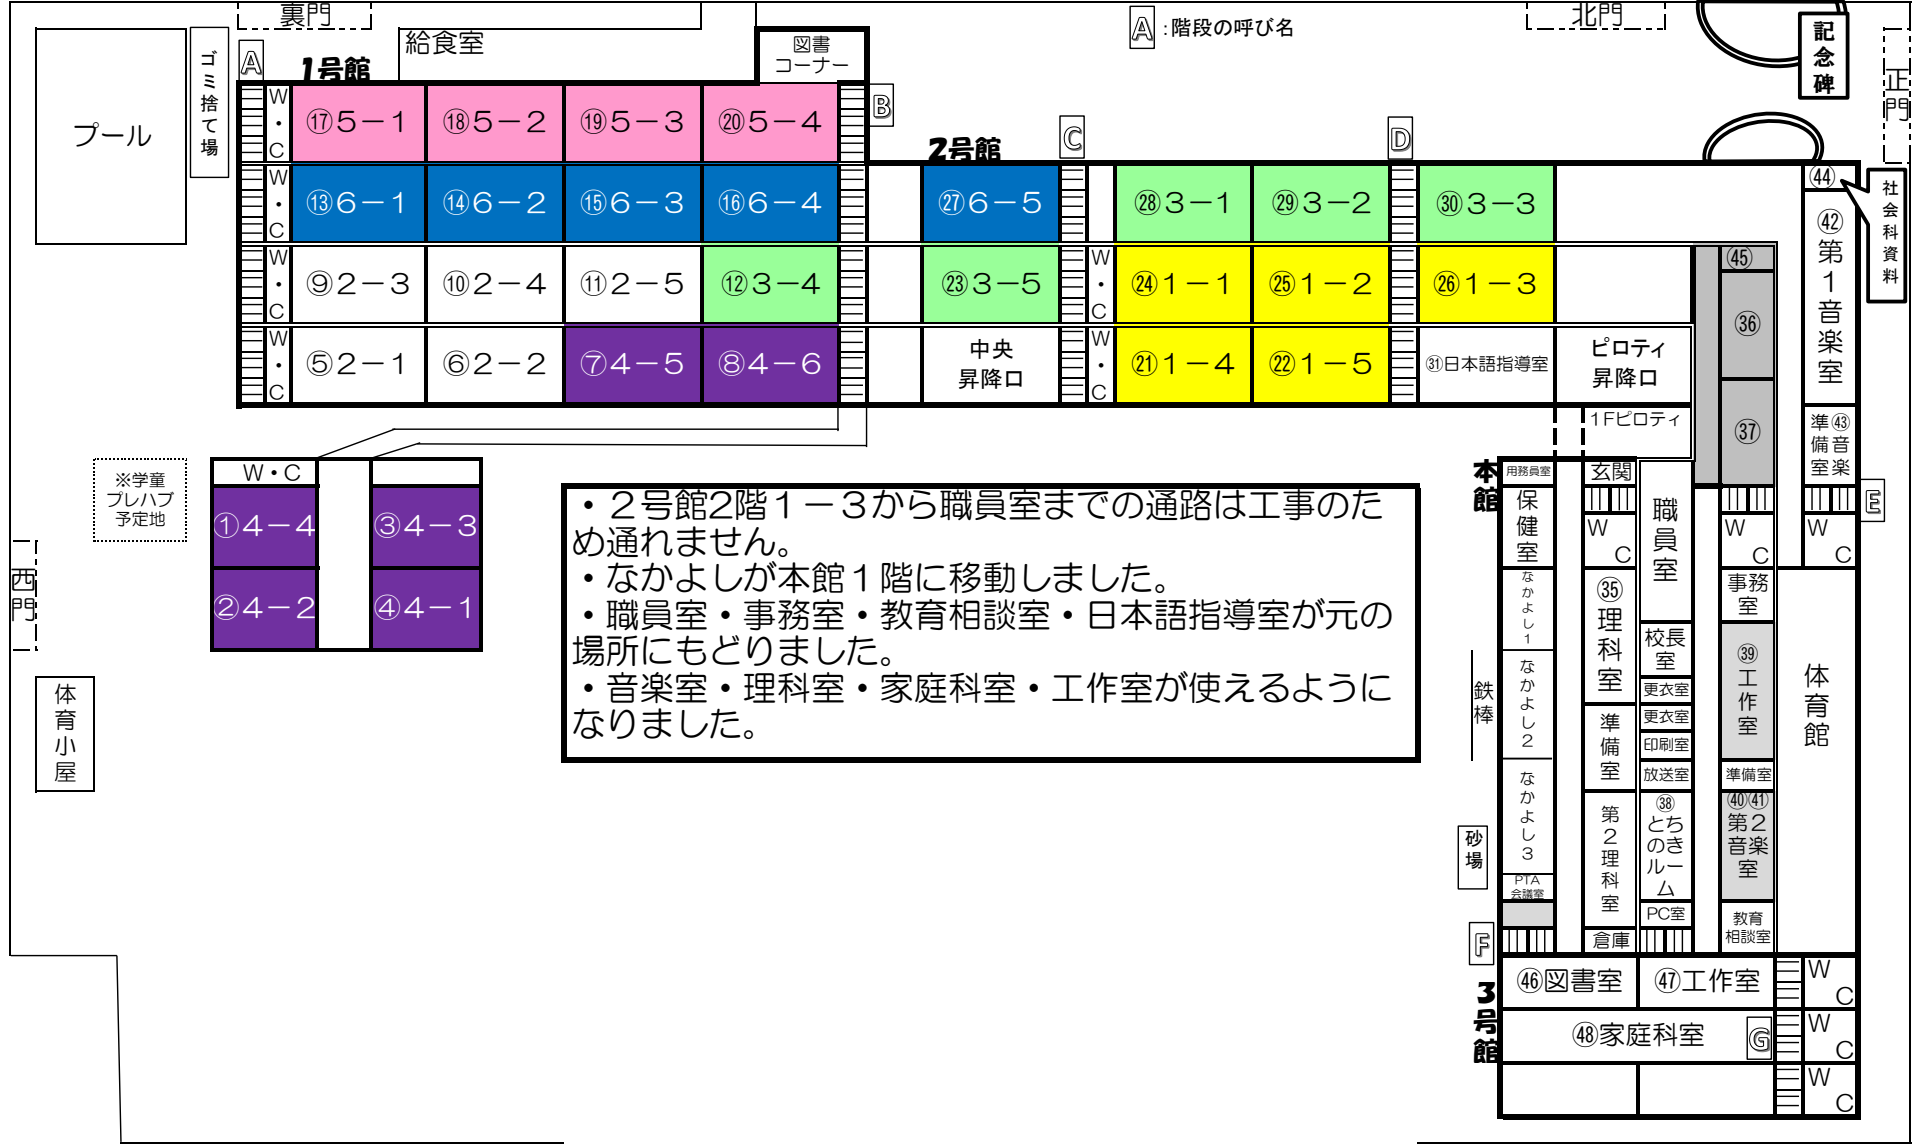 裏門
北門
正門
給食室
図書
コーナー
A
:階段の呼び名
記念碑
プール
ゴミ捨て場
A
1号館
W・C
⑰5－1
⑱5－2
⑲5－3
⑳5－4
B
2号館
C
D
W・C
⑬6－1
⑭6－2
⑮6－3
⑯6－4
㉗6－5
㉘3－1
㉙3－2
㉚3－3
㊹
社会科資料
㊷第1音楽室
W・C
⑨2－3
⑩2－4
⑪2－5
⑫3－4
㉓3－5
W・C
㉔1－1
㉕1－2
㉖1－3
㊺
㊱
W・C
⑤2－1
⑥2－2
⑦4－5
⑧4－6
中央
昇降口
W・C
㉑1－4
㉒1－5
㉛日本語指導室
ピロティ
昇降口
㊲
1Fピロティ
㊸音楽
準備室
E
※学童
プレハブ
予定地
W・C
①4－4
③4－3
②4－2
④4－1
西門
体育小屋
・２号館2階１－３から職員室までの通路は工事のた
め通れません。
・なかよしが本館１階に移動しました。
・職員室・事務室・教育相談室・日本語指導室が元の
場所にもどりました。
・音楽室・理科室・家庭科室・工作室が使えるように
なりました。
本館
用務員室
保健室
なかよし1
なかよし2
なかよし3
PTA
会議室
鉄棒
砂場
F
玄関
WC
㉟理科室
準備室
第2理科室
倉庫
職員室
校長室
更衣室
更衣室
印刷室
放送室
㊳
とちのきルーム
PC室
WC
事務室
㊴工作室
準備室
㊵㊶
第2音楽室
教育
相談室
WC
体育館
3号館
㊻図書室
㊼工作室
WC
㊽家庭科室
G
WC
WC